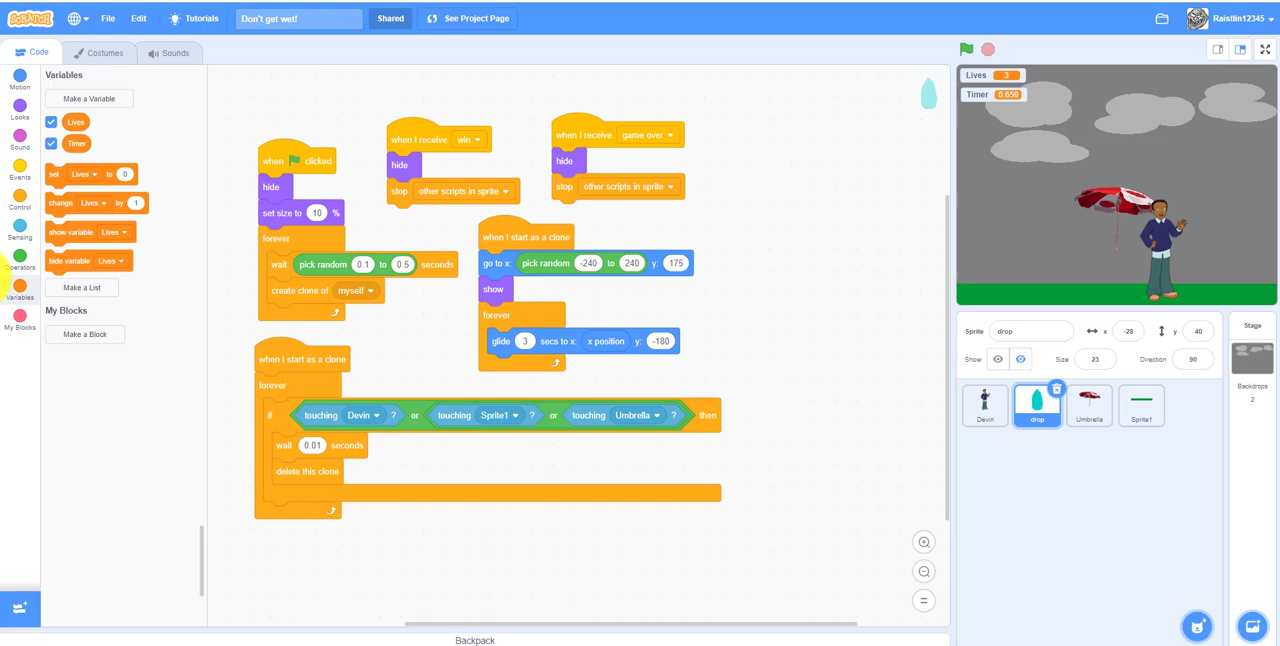 SCRATCH File Edit Tutorials Don't get wet! Shared See Project Page Raistlin12345
Code Costumes Sounds
Motion
Looks
Sound
Events
Control
Sensing
Operators
Variables
My Blocks
Variables
Make a Variable
Lives
Timer
set Lives to 0
change Lives by 1
show variable Lives
hide variable Lives
Make a List
My Blocks
Make a Block
when clicked
hide
set size to 10 %
forever
wait pick random 0.1 to 0.5 seconds
create clone of myself
when I receive win
hide
stop other scripts in sprite
when I receive game over
hide
stop other scripts in sprite
when I start as a clone
go to x: pick random -240 to 240 y: 175
show
forever
glide 3 secs to x: x position y: -180
when I start as a clone
forever
if touching Devin ? or touching Sprite1 ? or touching Umbrella ? then
wait 0.01 seconds
delete this clone
Backpack
Lives 3
Timer 0.659
Sprite drop x -28 y 40
Show Size 23 Direction 90
Devin
drop
Umbrella
Sprite1
Stage
Backdrops
2